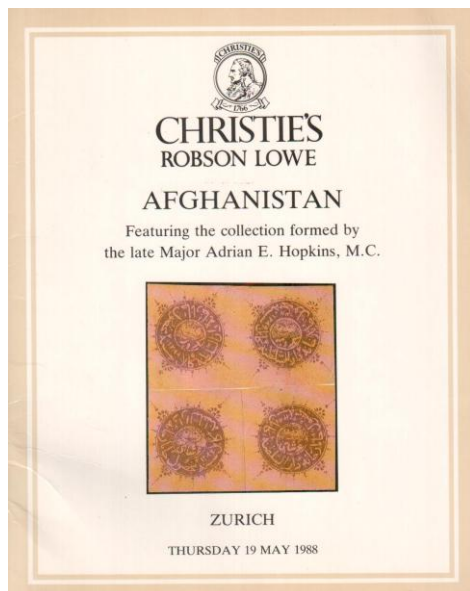 CHRISTIE'S
1766
CHRISTIE'S
ROBSON LOWE
AFGHANISTAN
Featuring the collection formed by
the late Major Adrian E. Hopkins, M.C.
ZURICH
THURSDAY 19 MAY 1988